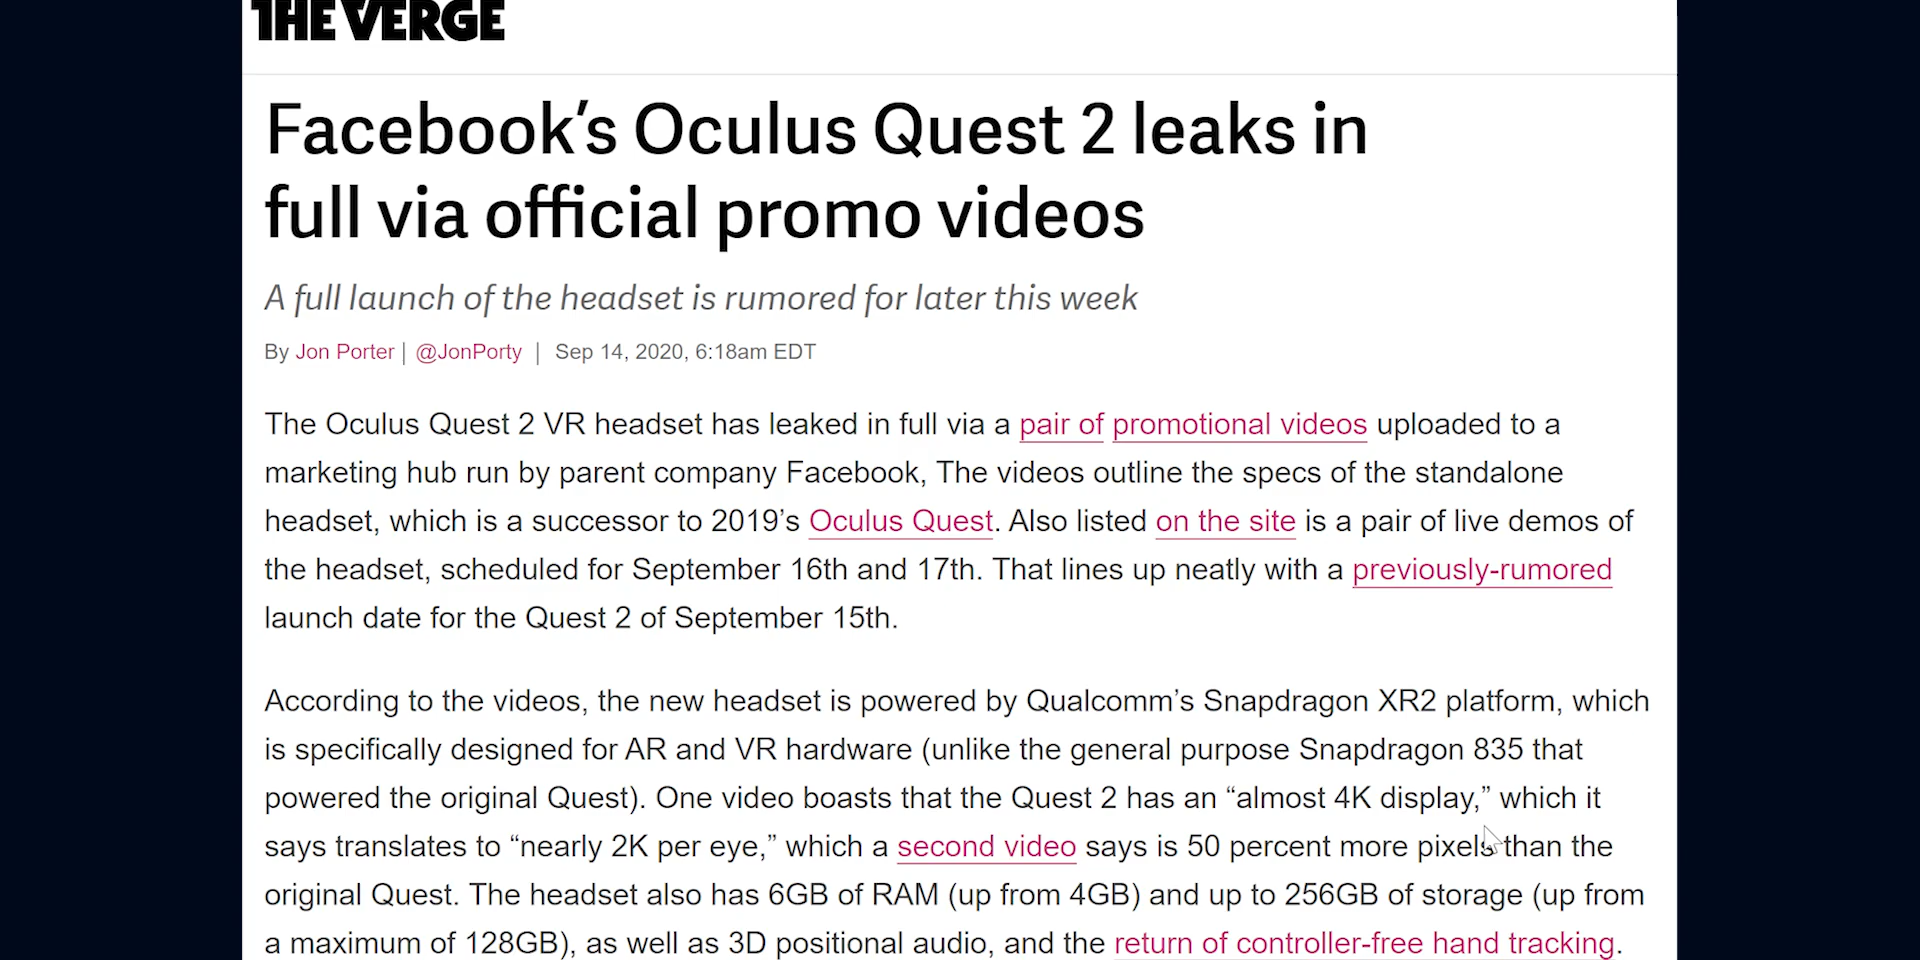 THE VERGE
Facebook’s Oculus Quest 2 leaks in
full via official promo videos
A full launch of the headset is rumored for later this week
By Jon Porter | @JonPorty | Sep 14, 2020, 6:18am EDT
The Oculus Quest 2 VR headset has leaked in full via a pair of promotional videos uploaded to a
marketing hub run by parent company Facebook, The videos outline the specs of the standalone
headset, which is a successor to 2019’s Oculus Quest. Also listed on the site is a pair of live demos of
the headset, scheduled for September 16th and 17th. That lines up neatly with a previously-rumored
launch date for the Quest 2 of September 15th.
According to the videos, the new headset is powered by Qualcomm’s Snapdragon XR2 platform, which
is specifically designed for AR and VR hardware (unlike the general purpose Snapdragon 835 that
powered the original Quest). One video boasts that the Quest 2 has an “almost 4K display,” which it
says translates to “nearly 2K per eye,” which a second video says is 50 percent more pixels than the
original Quest. The headset also has 6GB of RAM (up from 4GB) and up to 256GB of storage (up from
a maximum of 128GB), as well as 3D positional audio, and the return of controller-free hand tracking.